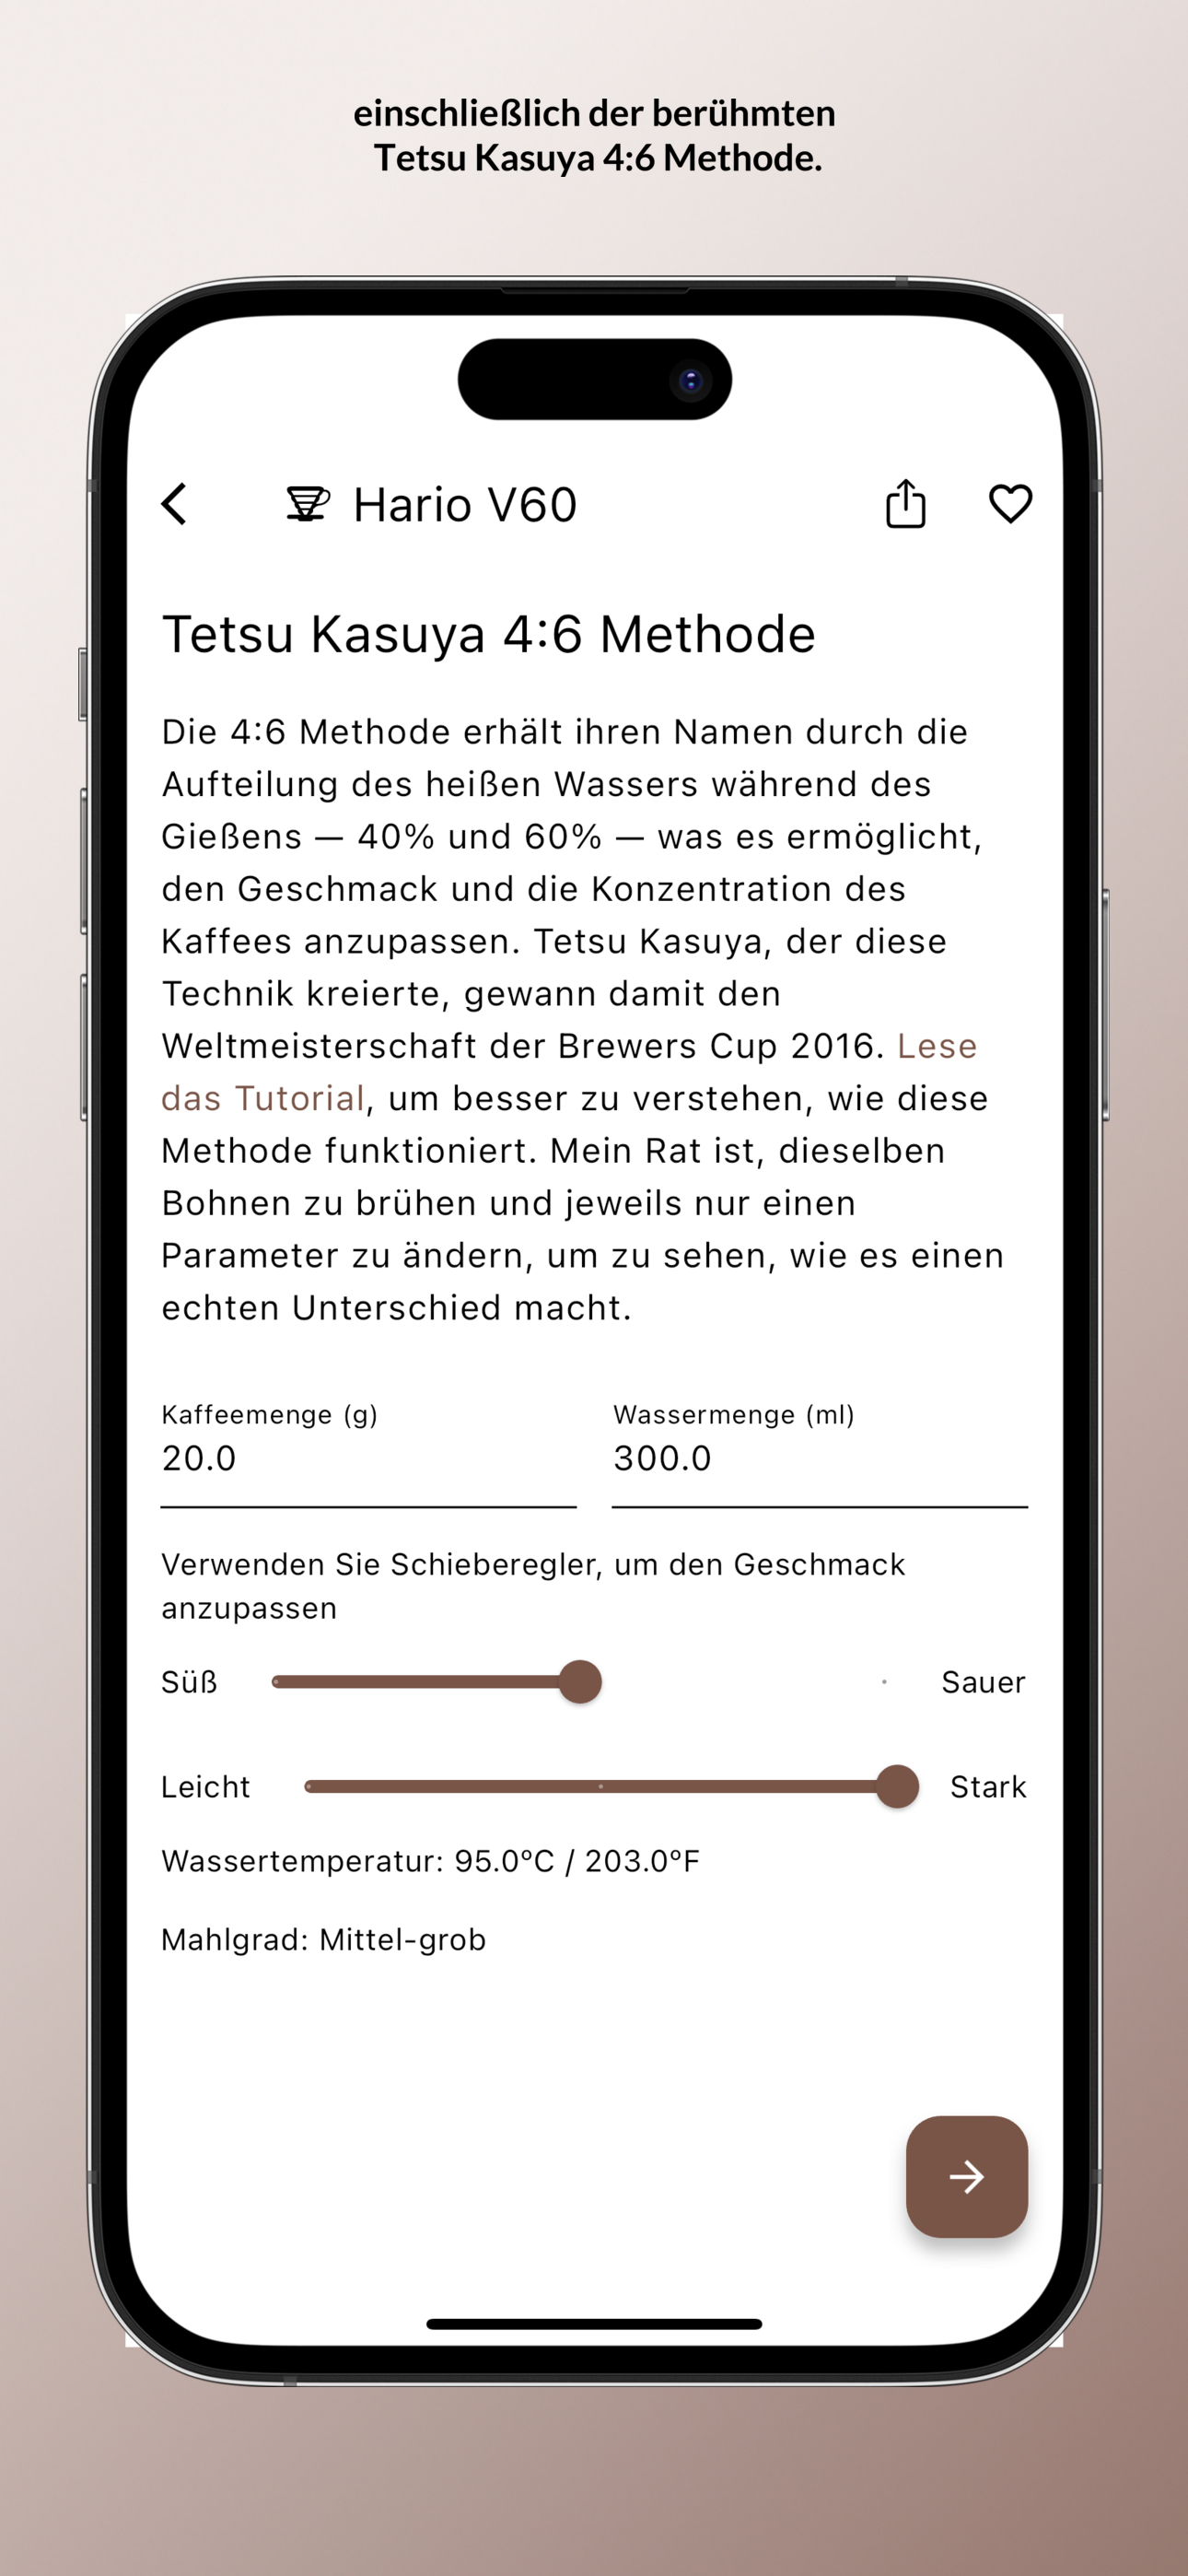 einschließlich der berühmten
Tetsu Kasuya 4:6 Methode.
Hario V60
Tetsu Kasuya 4:6 Methode
Die 4:6 Methode erhält ihren Namen durch die
Aufteilung des heißen Wassers während des
Gießens — 40% und 60% — was es ermöglicht,
den Geschmack und die Konzentration des
Kaffees anzupassen. Tetsu Kasuya, der diese
Technik kreierte, gewann damit den
Weltmeisterschaft der Brewers Cup 2016. Lese
das Tutorial, um besser zu verstehen, wie diese
Methode funktioniert. Mein Rat ist, dieselben
Bohnen zu brühen und jeweils nur einen
Parameter zu ändern, um zu sehen, wie es einen
echten Unterschied macht.
Kaffeemenge (g) Wassermenge (ml)
20.0 300.0
Verwenden Sie Schieberegler, um den Geschmack
anzupassen
Süß Sauer
Leicht Stark
Wassertemperatur: 95.0ºC / 203.0ºF
Mahlgrad: Mittel-grob